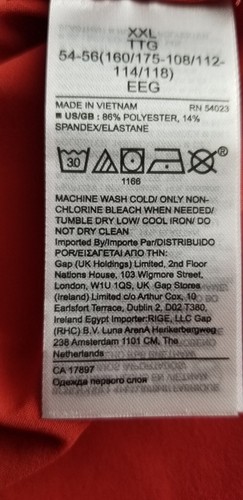 XXL
TTG
54-56(160/175-108/112-
114/118)
EEG
MADE IN VIETNAM RN 54023
■ US/GB: 86% POLYESTER, 14%
SPANDEX/ELASTANE
30
1166
MACHINE WASH COLD/ ONLY NON-
CHLORINE BLEACH WHEN NEEDED/
TUMBLE DRY LOW/ COOL IRON/ DO
NOT DRY CLEAN
Imported By/Importe Par/DISTRIBUIDO
POR/ΕΙΣΑΓΕΤΑΙ ΑΠΟ ΤΗΝ:
Gap (UK Holdings) Limited, 2nd Floor
Nations House, 103 Wigmore Street,
London, W1U 1QS, UK Gap Stores
(Ireland) Limited c/o Arthur Cox, 10
Earlsfort Terrace, Dublin 2, D02 T380,
Ireland Egypt Importer:RIGE, LLC Gap
(RHC) B.V. Luna ArenA Herikerbergweg
238 Amsterdam 1101 CM, The
Netherlands
CA 17897
Одежда первого слоя